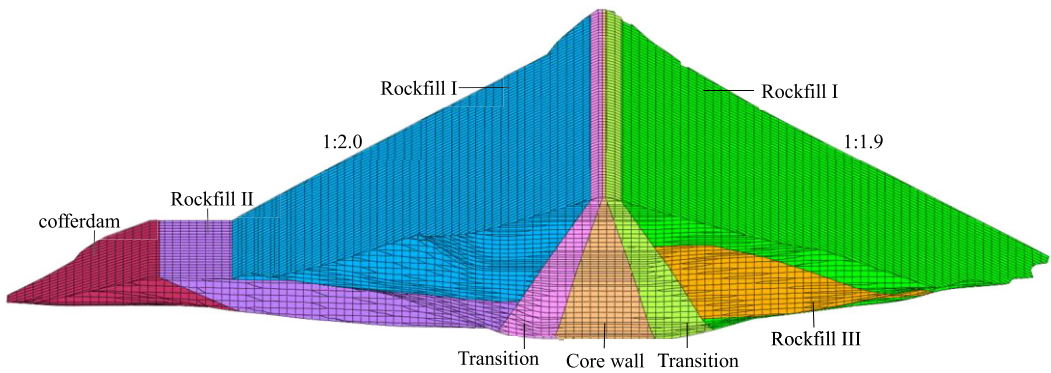 Rockfill I
Rockfill I
1:2.0
1:1.9
Rockfill II
cofferdam
Rockfill III
Transition
Core wall
Transition